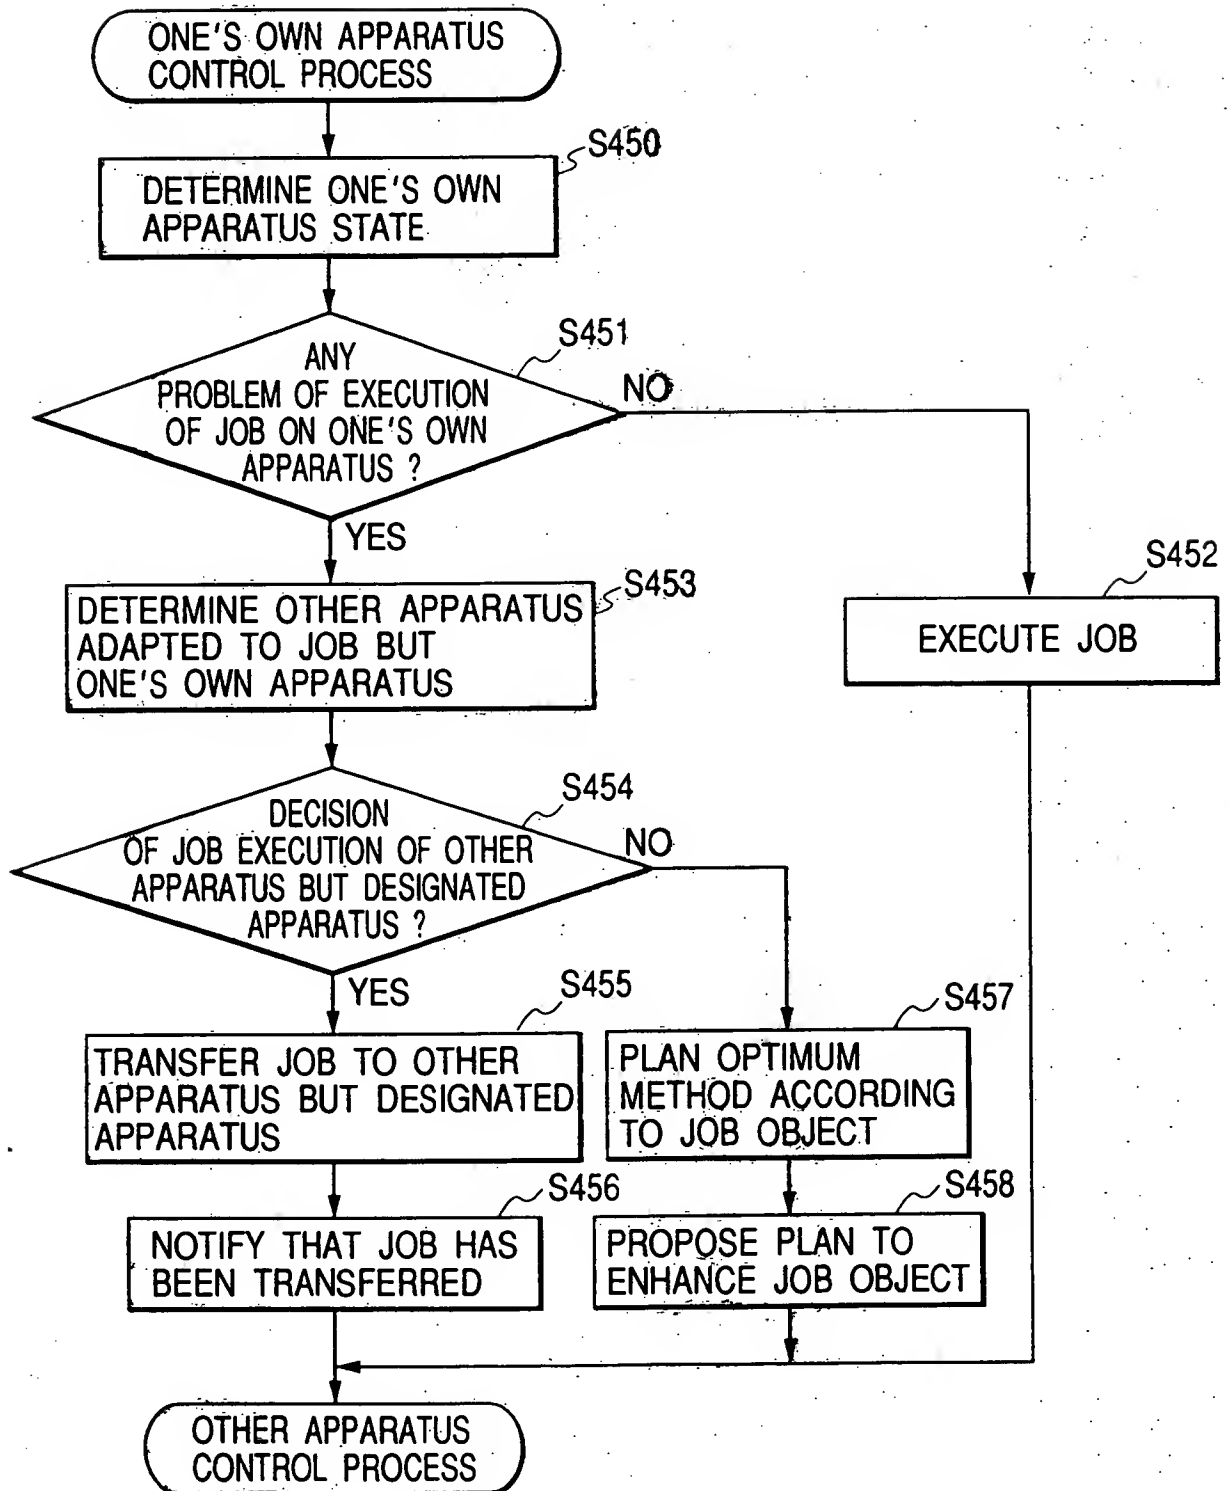 ONE'S OWN APPARATUS
CONTROL PROCESS
S450
DETERMINE ONE'S OWN
APPARATUS STATE
S451
ANY
PROBLEM OF EXECUTION
OF JOB ON ONE'S OWN
APPARATUS ?
NO
YES
S453
DETERMINE OTHER APPARATUS
ADAPTED TO JOB BUT
ONE'S OWN APPARATUS
S452
EXECUTE JOB
S454
DECISION
OF JOB EXECUTION OF OTHER
APPARATUS BUT DESIGNATED
APPARATUS ?
NO
YES
S455
TRANSFER JOB TO OTHER
APPARATUS BUT DESIGNATED
APPARATUS
S457
PLAN OPTIMUM
METHOD ACCORDING
TO JOB OBJECT
S456
NOTIFY THAT JOB HAS
BEEN TRANSFERRED
S458
PROPOSE PLAN TO
ENHANCE JOB OBJECT
OTHER APPARATUS
CONTROL PROCESS